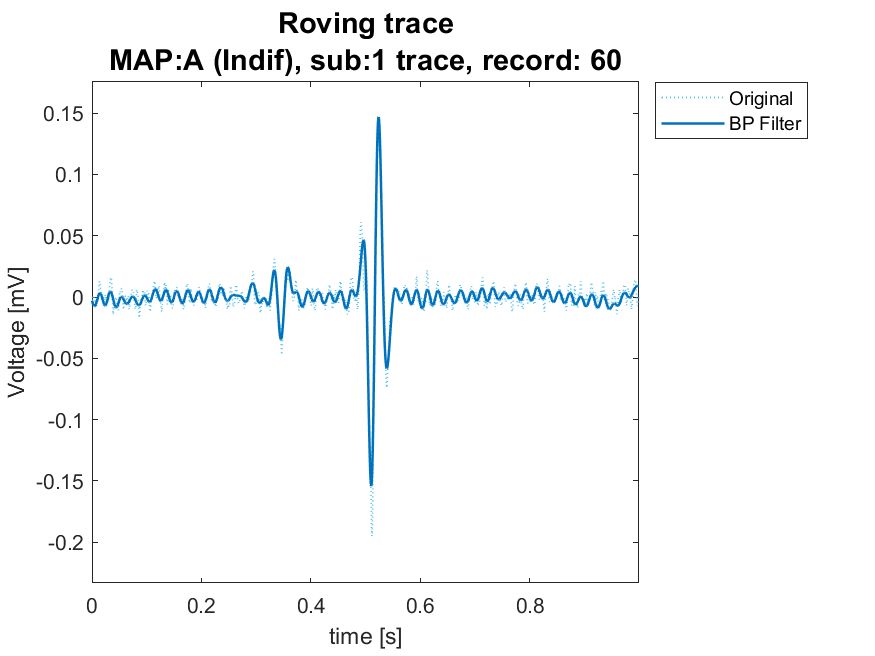 Roving trace
MAP:A (Indif), sub:1 trace, record: 60
Original
BP Filter
0.15
0.1
0.05
0
-0.05
-0.1
-0.15
-0.2
Voltage [mV]
0
0.2
0.4
0.6
0.8
time [s]